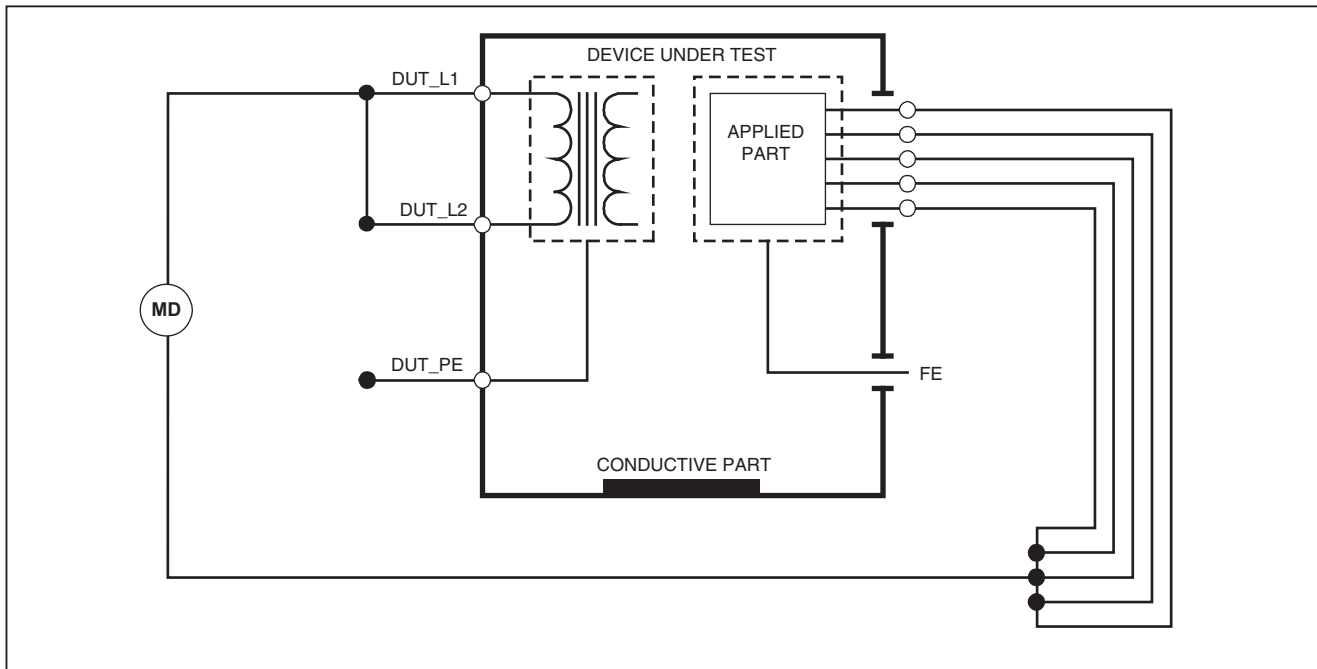 DEVICE UNDER TEST
DUT_L1
APPLIED
PART
DUT_L2
MD
DUT_PE
FE
CONDUCTIVE PART